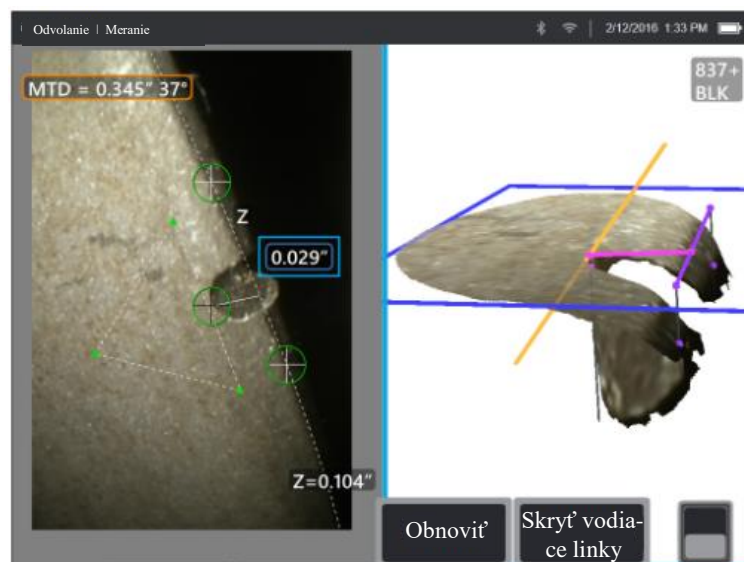 Odvolanie | Meranie
2/12/2016 1:33 PM
MTD = 0.345" 37°
837+
BLK
Z
0.029"
Z=0.104"
Obnoviť
Skryť vodia-
ce linky